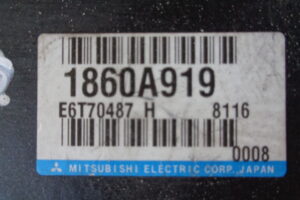 1860A919
E6T70487 H 8116
0008
MITSUBISHI ELECTRIC CORP., JAPAN